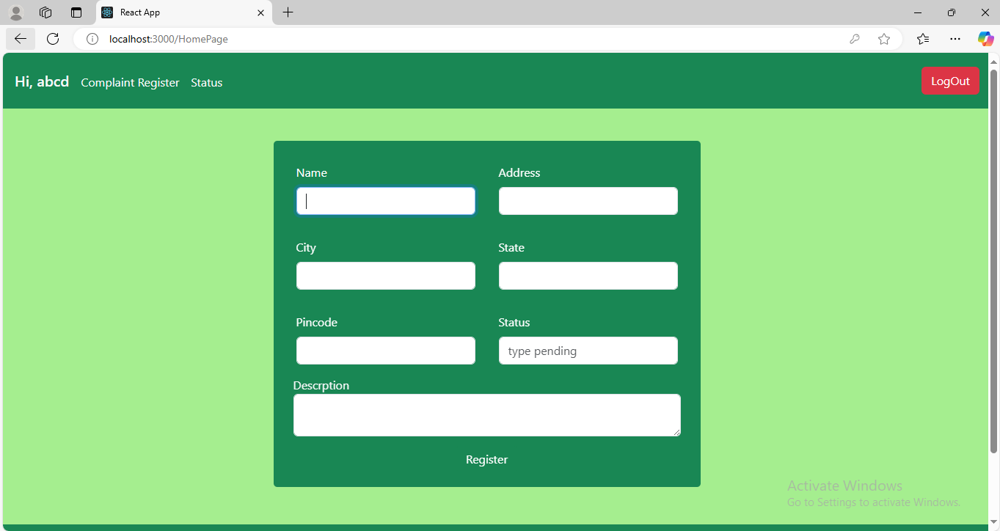 React App
localhost:3000/HomePage
Hi, abcd Complaint Register Status LogOut
Name Address
City State
Pincode Status
type pending
Descrption
Register
Activate Windows
Go to Settings to activate Windows.